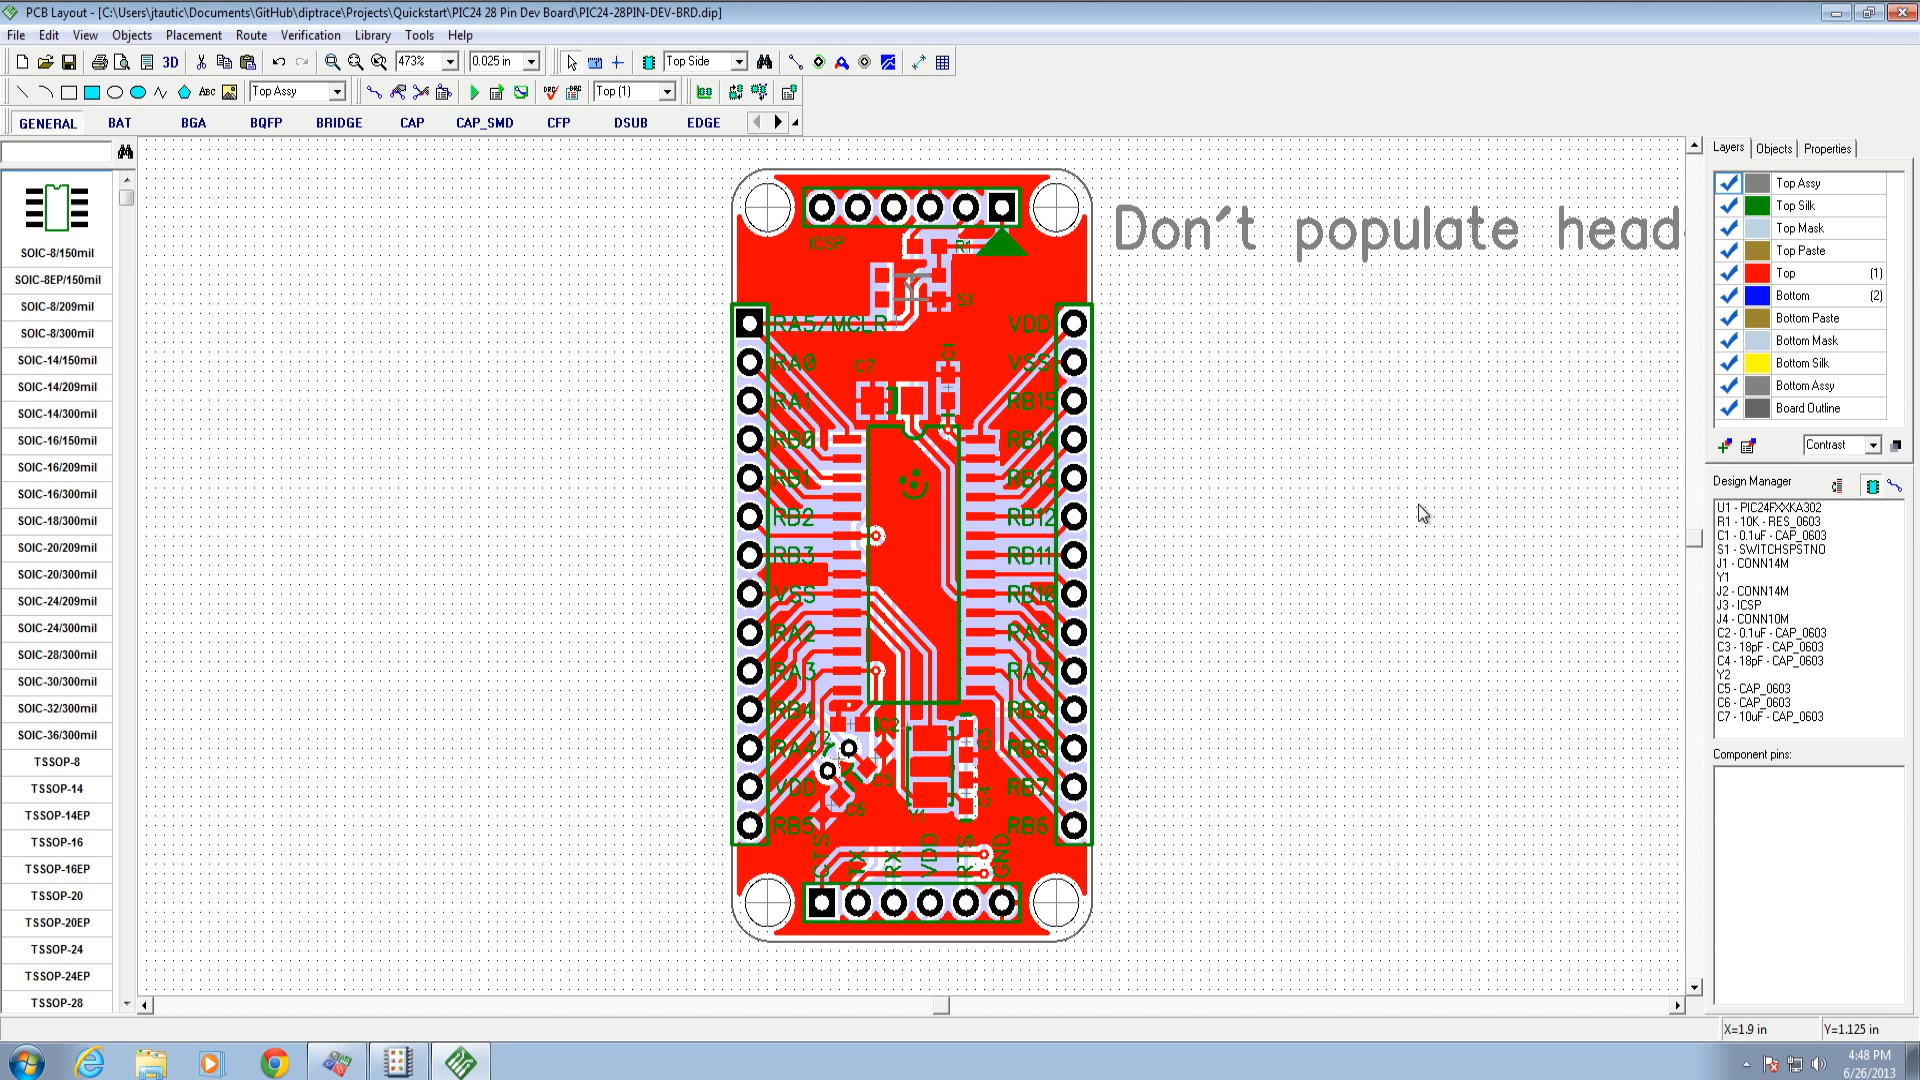 PCB Layout - [C:\Users\jtautic\Documents\GitHub\diptrace\Projects\Quickstart\PIC24 28 Pin Dev Board\PIC24-28PIN-DEV-BRD.dip]
File Edit View Objects Placement Route Verification Library Tools Help
3D 473% 0.025 in Top Side
ABC Top Assy Top (1)
GENERAL BAT BGA BQFP BRIDGE CAP CAP_SMD CFP DSUB EDGE
SOIC-8/150mil
SOIC-8EP/150mil
SOIC-8/209mil
SOIC-8/300mil
SOIC-14/150mil
SOIC-14/209mil
SOIC-14/300mil
SOIC-16/150mil
SOIC-16/209mil
SOIC-16/300mil
SOIC-18/300mil
SOIC-20/209mil
SOIC-20/300mil
SOIC-24/209mil
SOIC-24/300mil
SOIC-28/300mil
SOIC-30/300mil
SOIC-32/300mil
SOIC-36/300mil
TSSOP-8
TSSOP-14
TSSOP-14EP
TSSOP-16
TSSOP-16EP
TSSOP-20
TSSOP-20EP
TSSOP-24
TSSOP-24EP
TSSOP-28
Don't populate head
ICSP R1
S1
RA5/MCLR VDD
RA0 C7 C1 VSS
RA1 RB15
RB0 RB14
RB1 RB13
RB2 RB12
RB3 RB11
VSS RB10
RA2 RA6
RA3 RA7
RB4 C2 RB9
RA4 Y2 C3 RB8
VDD C5 C4 RB7
RB5 C6 Y1 RB6
CTS TX RX VDD RTS GND
Layers Objects Properties
Top Assy
Top Silk
Top Mask
Top Paste
Top (1)
Bottom (2)
Bottom Paste
Bottom Mask
Bottom Silk
Bottom Assy
Board Outline
Contrast
Design Manager
U1 - PIC24FXXKA302
R1 - 10K - RES_0603
C1 - 0.1uF - CAP_0603
S1 - SWITCHSPSTNO
J1 - CONN14M
Y1
J2 - CONN14M
J3 - ICSP
J4 - CONN10M
C2 - 0.1uF - CAP_0603
C3 - 18pF - CAP_0603
C4 - 18pF - CAP_0603
Y2
C5 - CAP_0603
C6 - CAP_0603
C7 - 10uF - CAP_0603
Component pins:
X=1.9 in Y=1.125 in
4:48 PM
6/26/2013